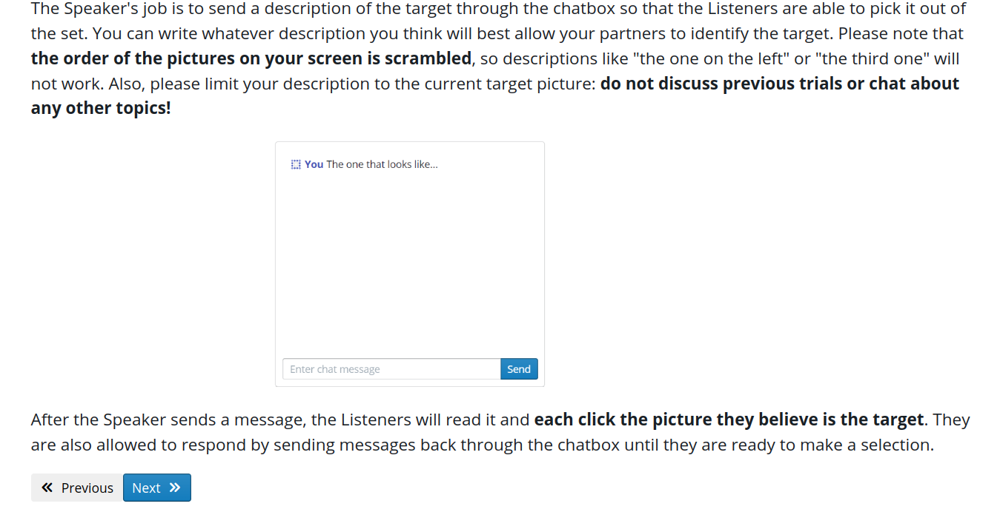 The Speaker's job is to send a description of the target through the chatbox so that the Listeners are able to pick it out of
the set. You can write whatever description you think will best allow your partners to identify the target. Please note that
the order of the pictures on your screen is scrambled, so descriptions like "the one on the left" or "the third one" will
not work. Also, please limit your description to the current target picture: do not discuss previous trials or chat about
any other topics!
You The one that looks like...
Enter chat message Send
After the Speaker sends a message, the Listeners will read it and each click the picture they believe is the target. They
are also allowed to respond by sending messages back through the chatbox until they are ready to make a selection.
« Previous Next »